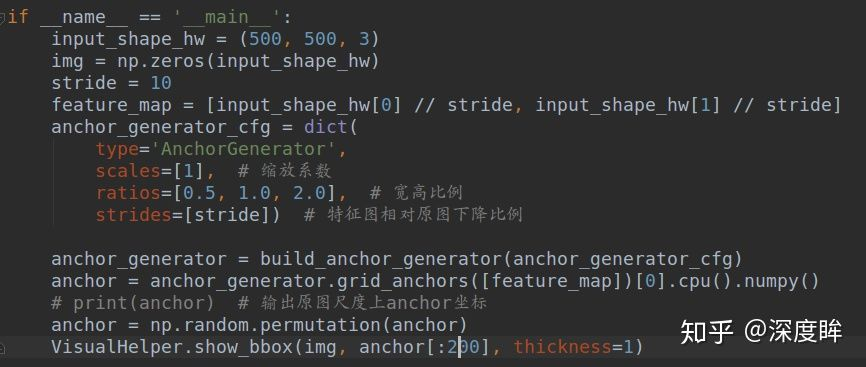 if __name__ == '__main__':
    input_shape_hw = (500, 500, 3)
    img = np.zeros(input_shape_hw)
    stride = 10
    feature_map = [input_shape_hw[0] // stride, input_shape_hw[1] // stride]
    anchor_generator_cfg = dict(
        type='AnchorGenerator',
        scales=[1],  # 缩放系数
        ratios=[0.5, 1.0, 2.0],  # 宽高比例
        strides=[stride])  # 特征图相对原图下降比例

    anchor_generator = build_anchor_generator(anchor_generator_cfg)
    anchor = anchor_generator.grid_anchors([feature_map])[0].cpu().numpy()
    # print(anchor)  # 输出原图尺度上anchor坐标
    anchor = np.random.permutation(anchor)
    VisualHelper.show_bbox(img, anchor[:200], thickness=1)
知乎 @深度眸